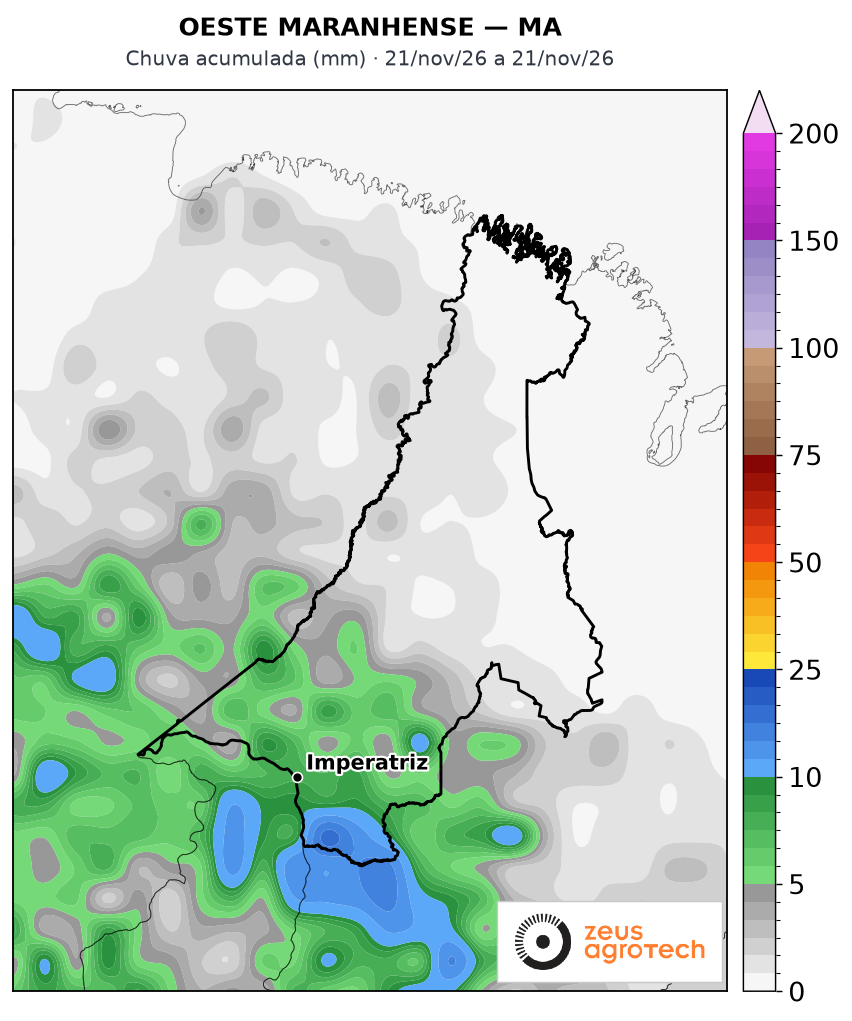 OESTE MARANHENSE — MA
Chuva acumulada (mm) · 21/nov/26 a 21/nov/26
200
150
100
75
50
25
10
5
0
Imperatriz
zeus
agrotech